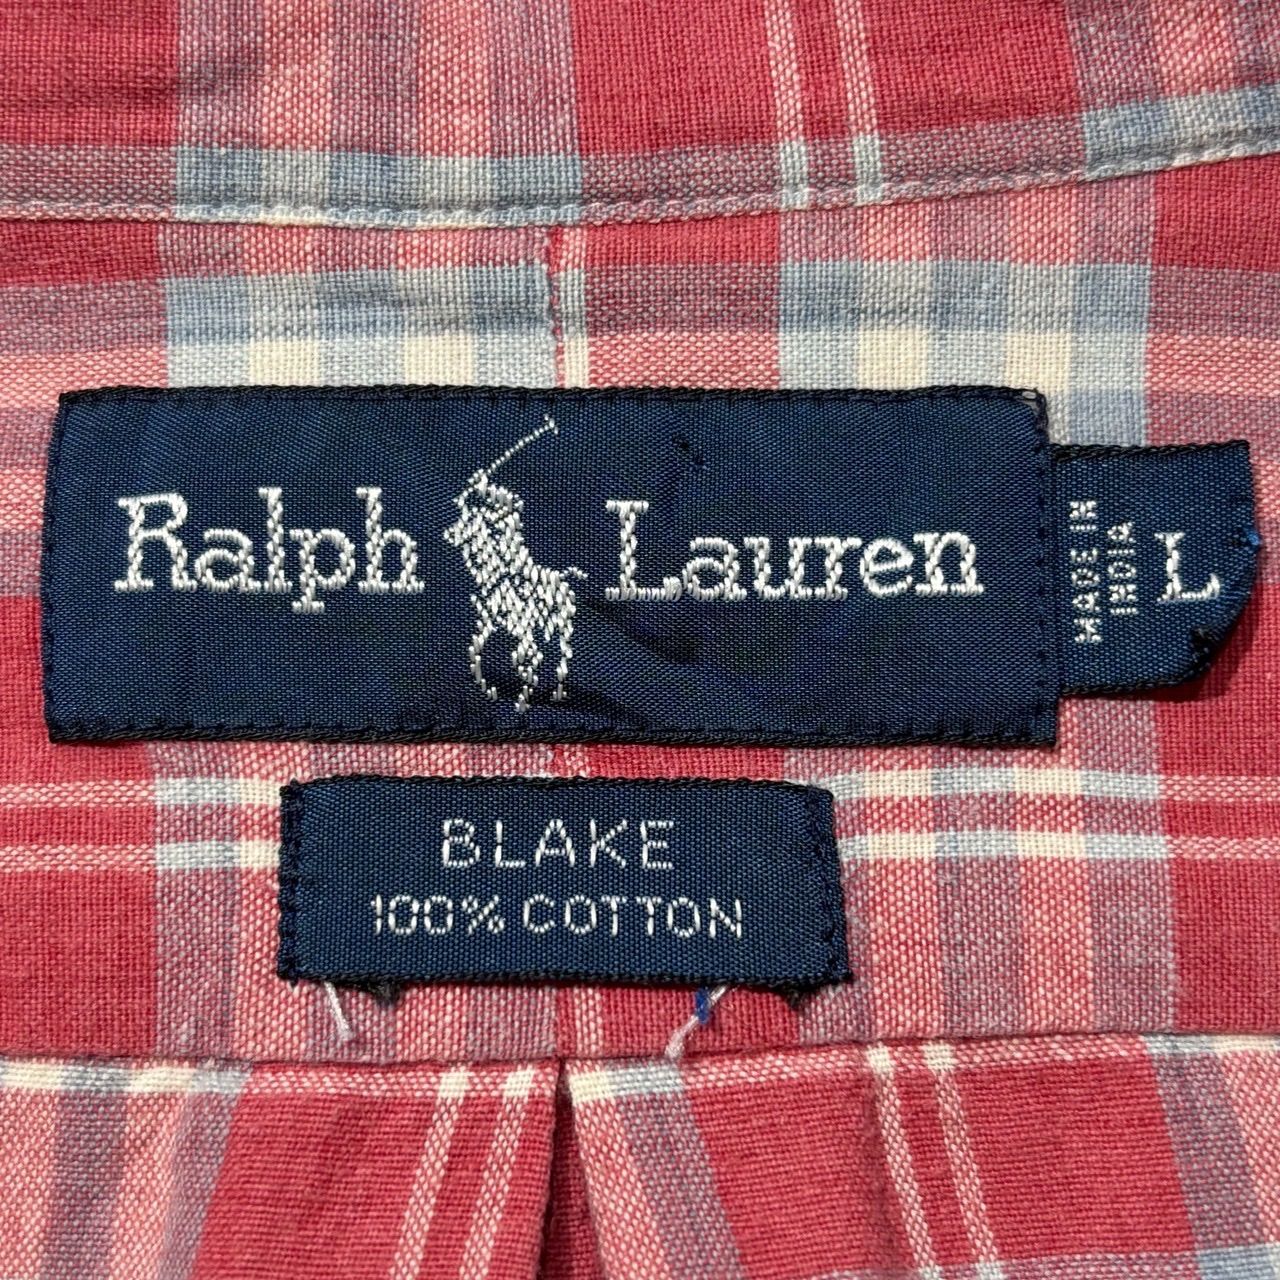 Ralph Lauren
MADE IN
INDIA
L
BLAKE
100% COTTON